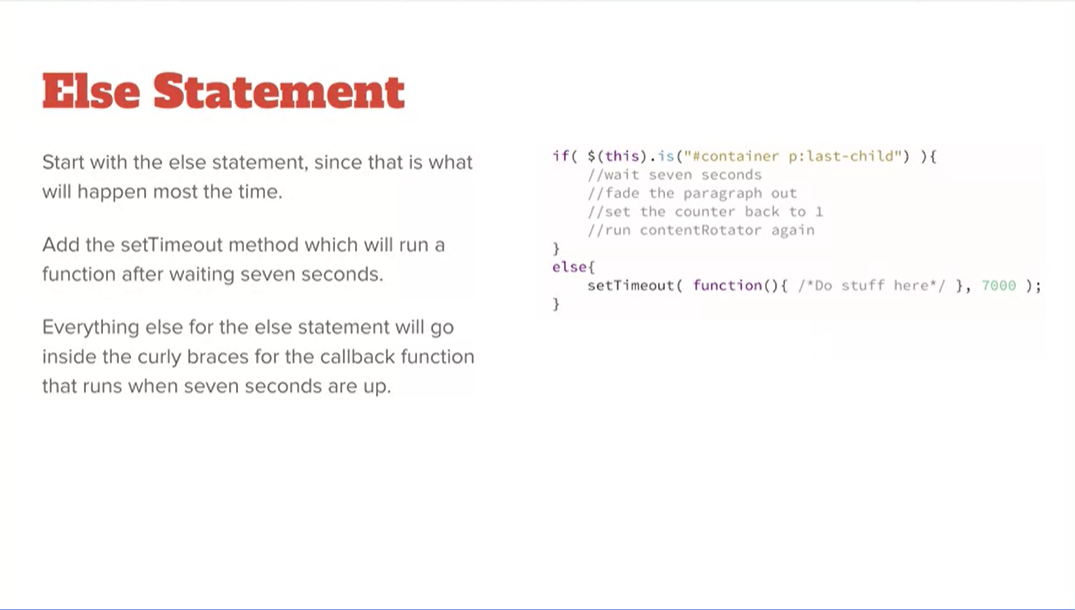 Else Statement
Start with the else statement, since that is what
will happen most the time.
Add the setTimeout method which will run a
function after waiting seven seconds.
Everything else for the else statement will go
inside the curly braces for the callback function
that runs when seven seconds are up.
if( $(this).is("#container p:last-child") ){
    //wait seven seconds
    //fade the paragraph out
    //set the counter back to 1
    //run contentRotator again
}
else{
    setTimeout( function(){ /*Do stuff here*/ }, 7000 );
}